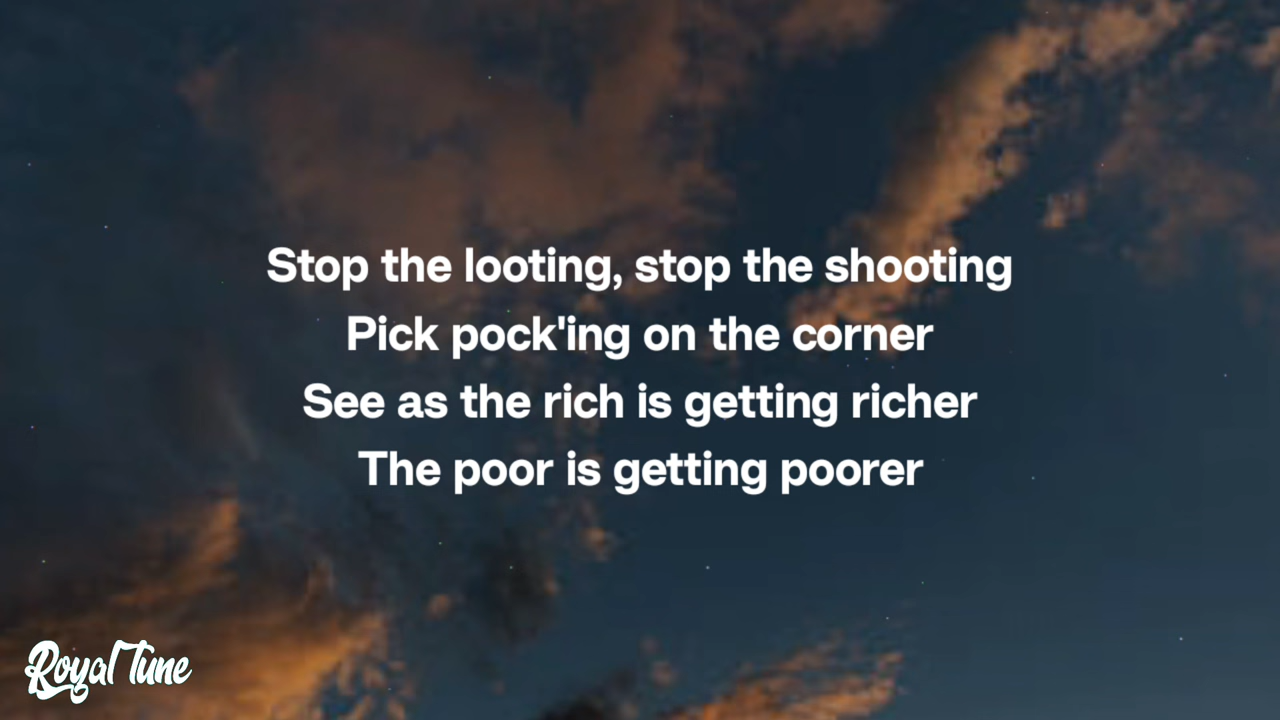 Stop the looting, stop the shooting
Pick pock'ing on the corner
See as the rich is getting richer
The poor is getting poorer
Royal Tune